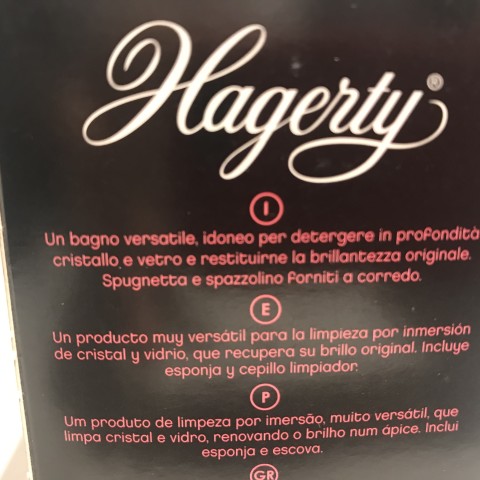 Hagerty®
I
Un bagno versatile, idoneo per detergere in profondità
cristallo e vetro e restituirne la brillantezza originale.
Spugnetta e spazzolino forniti a corredo.
E
Un producto muy versátil para la limpieza por inmersión
de cristal y vidrio, que recupera su brillo original. Incluye
esponja y cepillo limpiador.
P
Um produto de limpeza por imersão, muito versátil, que
limpa cristal e vidro, renovando o brilho num ápice. Inclui
esponja e escova.
GR